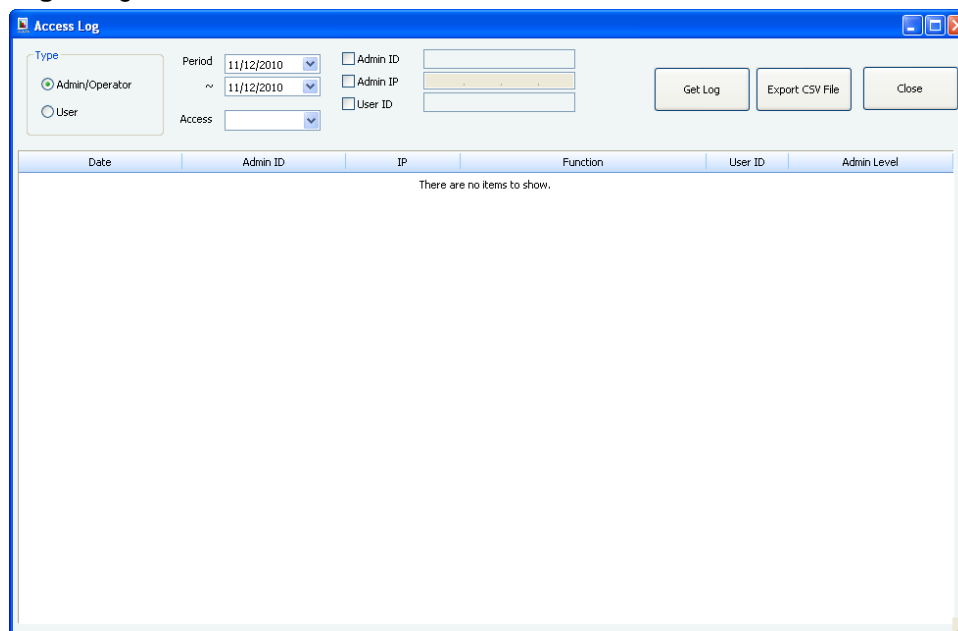 Access Log
Type
Admin/Operator
User
Period 11/12/2010
~ 11/12/2010
Access
Admin ID
Admin IP . . .
User ID
Get Log
Export CSV File
Close
Date Admin ID IP Function User ID Admin Level
There are no items to show.